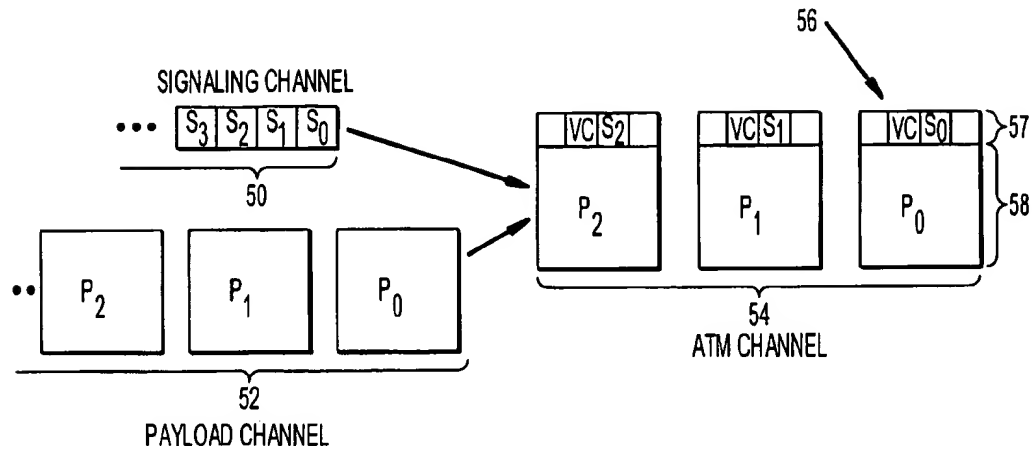 56
SIGNALING CHANNEL
••• S3 S2 S1 S0
50
VC S2 VC S1 VC S0
57
P2 P1 P0
58
54
ATM CHANNEL
•• P2 P1 P0
52
PAYLOAD CHANNEL